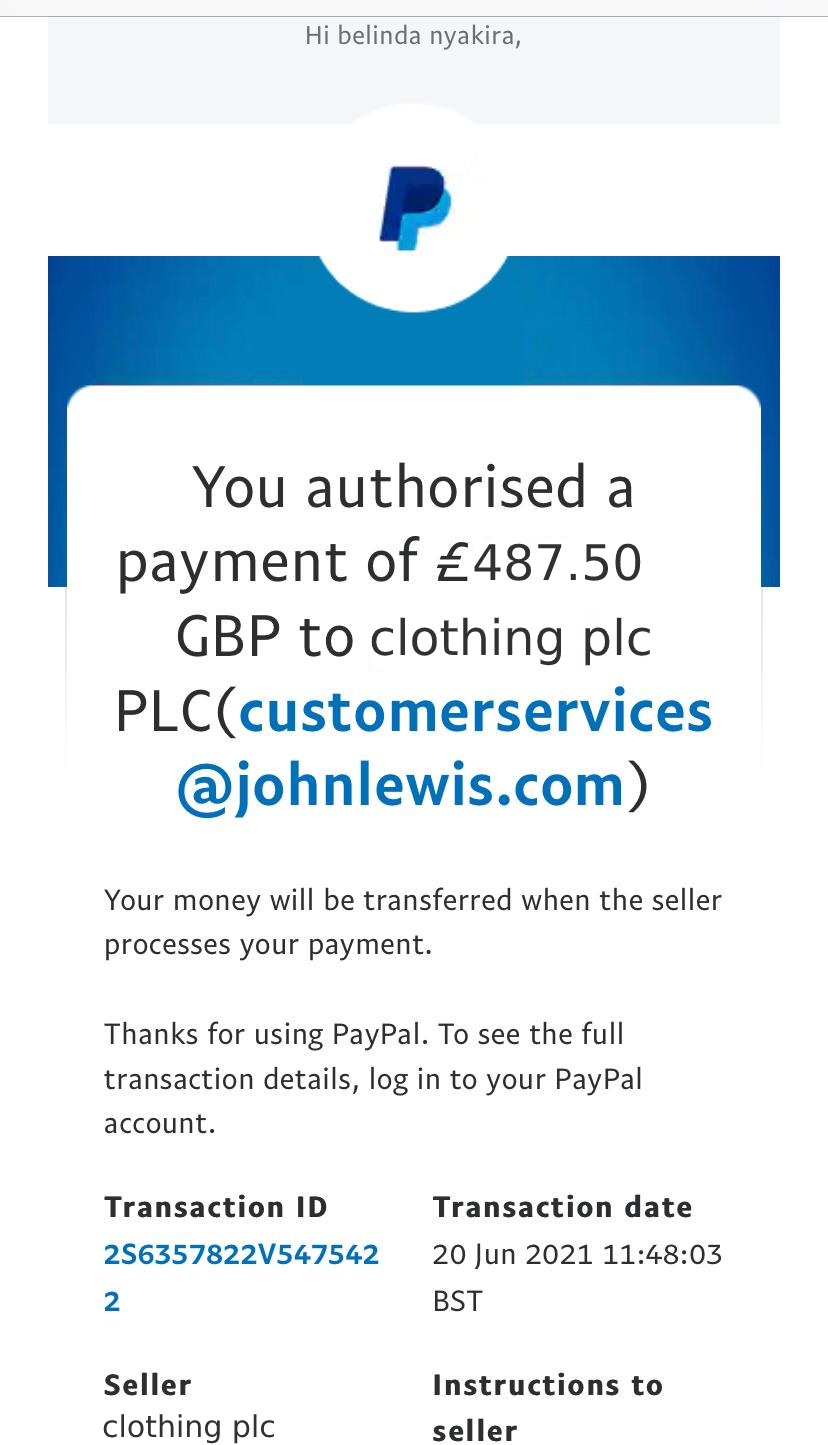 Hi belinda nyakira,
You authorised a
payment of £487.50
GBP to clothing plc
PLC(customerservices
@johnlewis.com)
Your money will be transferred when the seller
processes your payment.
Thanks for using PayPal. To see the full
transaction details, log in to your PayPal
account.
Transaction ID
2S6357822V547542
2
Transaction date
20 Jun 2021 11:48:03
BST
Seller
clothing plc
Instructions to
seller